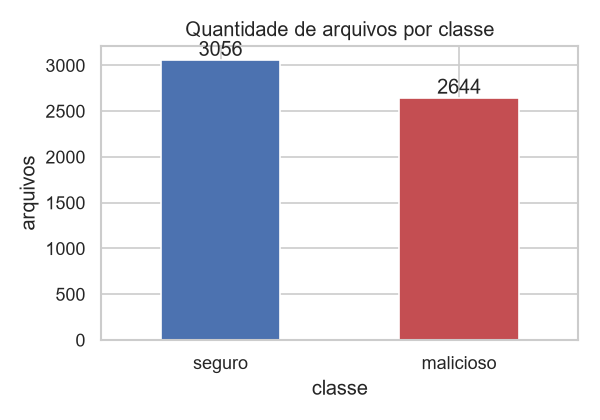 Quantidade de arquivos por classe
3056
2644
3000
2500
2000
1500
1000
500
0
arquivos
seguro
malicioso
classe